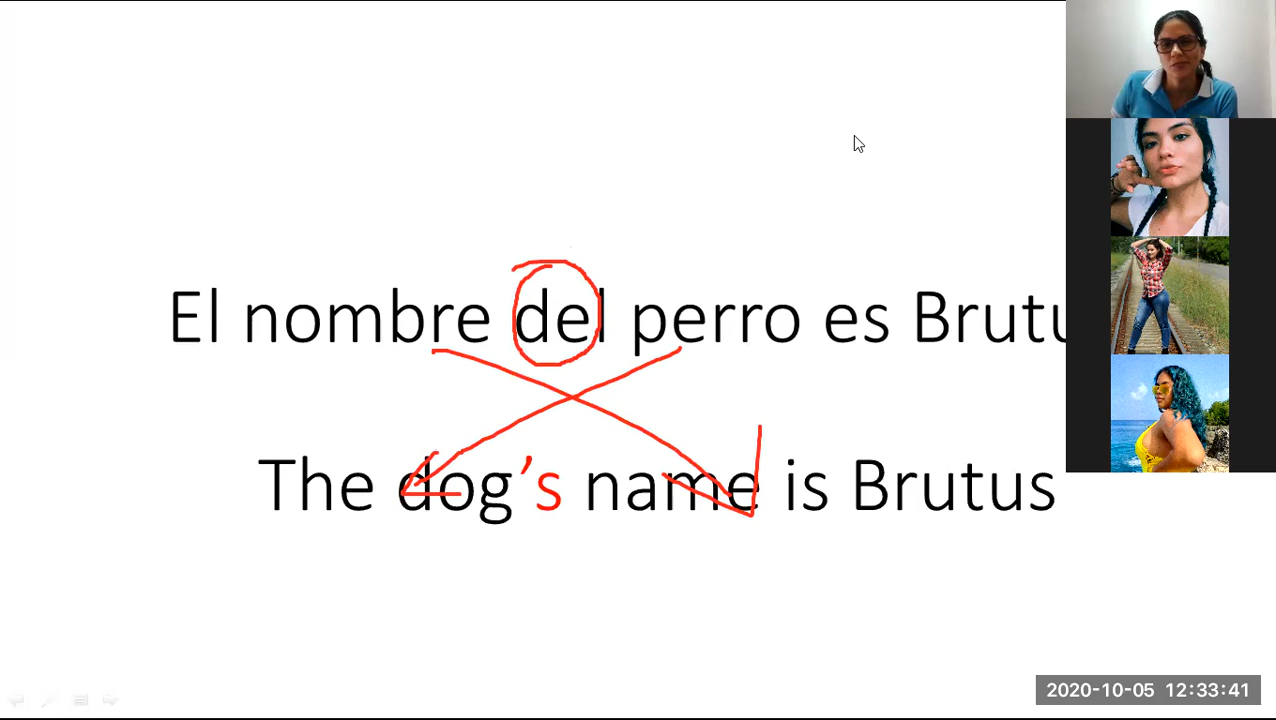 El nombre del perro es Brutu
The dog's name is Brutus
2020-10-05 12:33:41